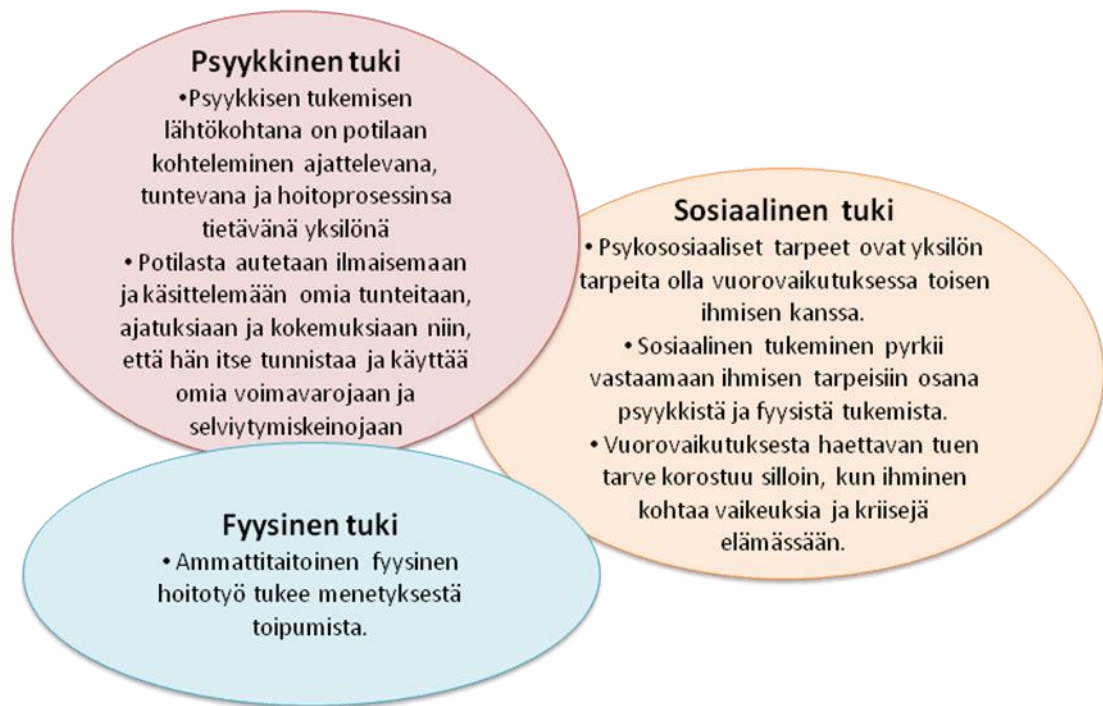 Psyykkinen tuki
•Psyykkisen tukemisen
lähtökohtana on potilaan
kohteleminen ajattelevana,
tuntevana ja hoitoprosessinsa
tietävänä yksilönä
• Potilasta autetaan ilmaisemaan
ja käsittelemään omia tunteitaan,
ajatuksiaan ja kokemuksiaan niin,
että hän itse tunnistaa ja käyttää
omia voimavarojaan ja
selviytymiskeinojaan
Sosiaalinen tuki
• Psykososiaaliset tarpeet ovat yksilön
tarpeita olla vuorovaikutuksessa toisen
ihmisen kanssa.
• Sosiaalinen tukeminen pyrkii
vastaamaan ihmisen tarpeisiin osana
psyykkistä ja fyysistä tukemista.
• Vuorovaikutuksesta haettavan tuen
tarve korostuu silloin, kun ihminen
kohtaa vaikeuksia ja kriisejä
elämässään.
Fyysinen tuki
• Ammattitaitoinen fyysinen
hoitotyö tukee menetyksestä
toipumista.